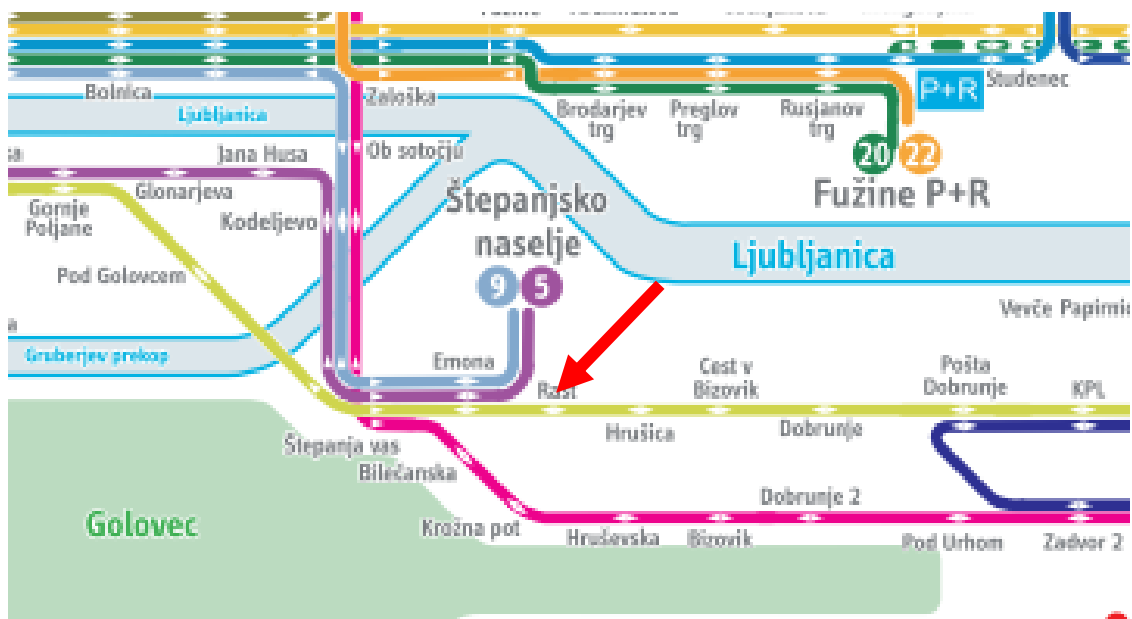 Bolnica
Zaloška
Ljubljanica
Brodarjev
trg
Preglov
trg
Rusjanov
trg
P+R
Studenec
20 22
Fužine P+R
Jana Husa
Ob sotočju
Glonarjeva
Gornje
Poljane
Kodeljevo
Štepanjsko
naselje
9 5
Ljubljanica
Pod Golovcem
Vevče Papirnic
Gruberjev prekop
Emona
Cest v
Bizovik
Pošta
Dobrunje
KPL
Hrušica
Dobrunje
Štepanja vas
Bilečanska
Dobrunje 2
Golovec
Krožna pot
Hruševska
Bizovik
Pod Urhom
Zadvor 2